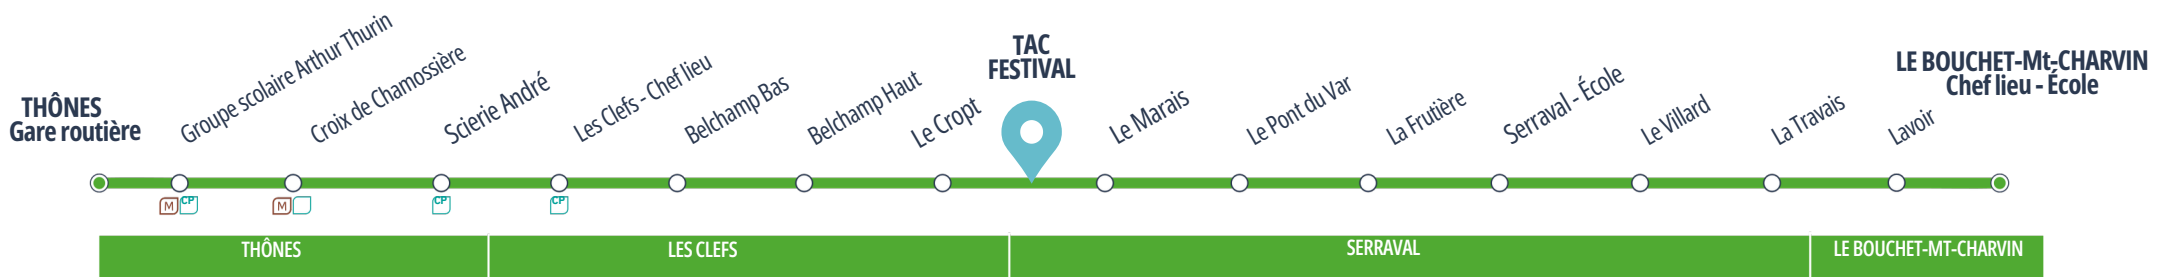 THÔNES
Gare routière
Groupe scolaire Arthur Thurin
Croix de Chamossière
Scierie André
Les Clefs - Chef lieu
Belchamp Bas
Belchamp Haut
Le Cropt
TAC
FESTIVAL
Le Marais
Le Pont du Var
La Frutière
Serraval - École
Le Villard
La Travais
Lavoir
LE BOUCHET-Mt-CHARVIN
Chef lieu - École
M CP
M
CP
CP
THÔNES
LES CLEFS
SERRAVAL
LE BOUCHET-MT-CHARVIN